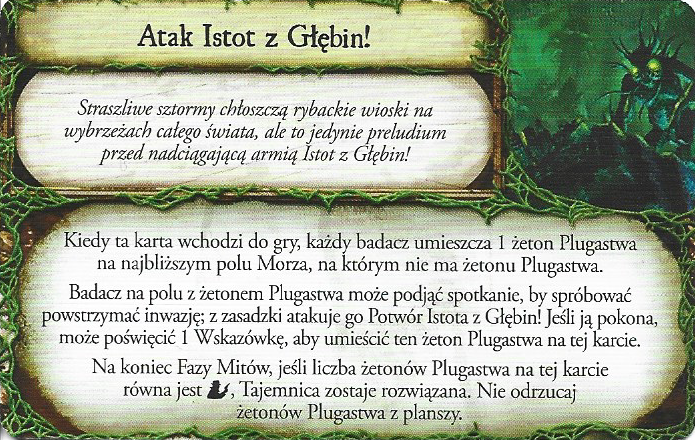 Atak Istot z Głębin!
Straszliwe sztormy chłoszczą rybackie wioski na
wybrzeżach całego świata, ale to jedynie preludium
przed nadciągającą armią Istot z Głębin!
Kiedy ta karta wchodzi do gry, każdy badacz umieszcza 1 żeton Plugastwa
na najbliższym polu Morza, na którym nie ma żetonu Plugastwa.
Badacz na polu z żetonem Plugastwa może podjąć spotkanie, by spróbować
powstrzymać inwazję; z zasadzki atakuje go Potwór Istota z Głębin! Jeśli ją pokona,
może poświęcić 1 Wskazówkę, aby umieścić ten żeton Plugastwa na tej karcie.
Na koniec Fazy Mitów, jeśli liczba żetonów Plugastwa na tej karcie
równa jest , Tajemnica zostaje rozwiązana. Nie odrzucaj
żetonów Plugastwa z planszy.